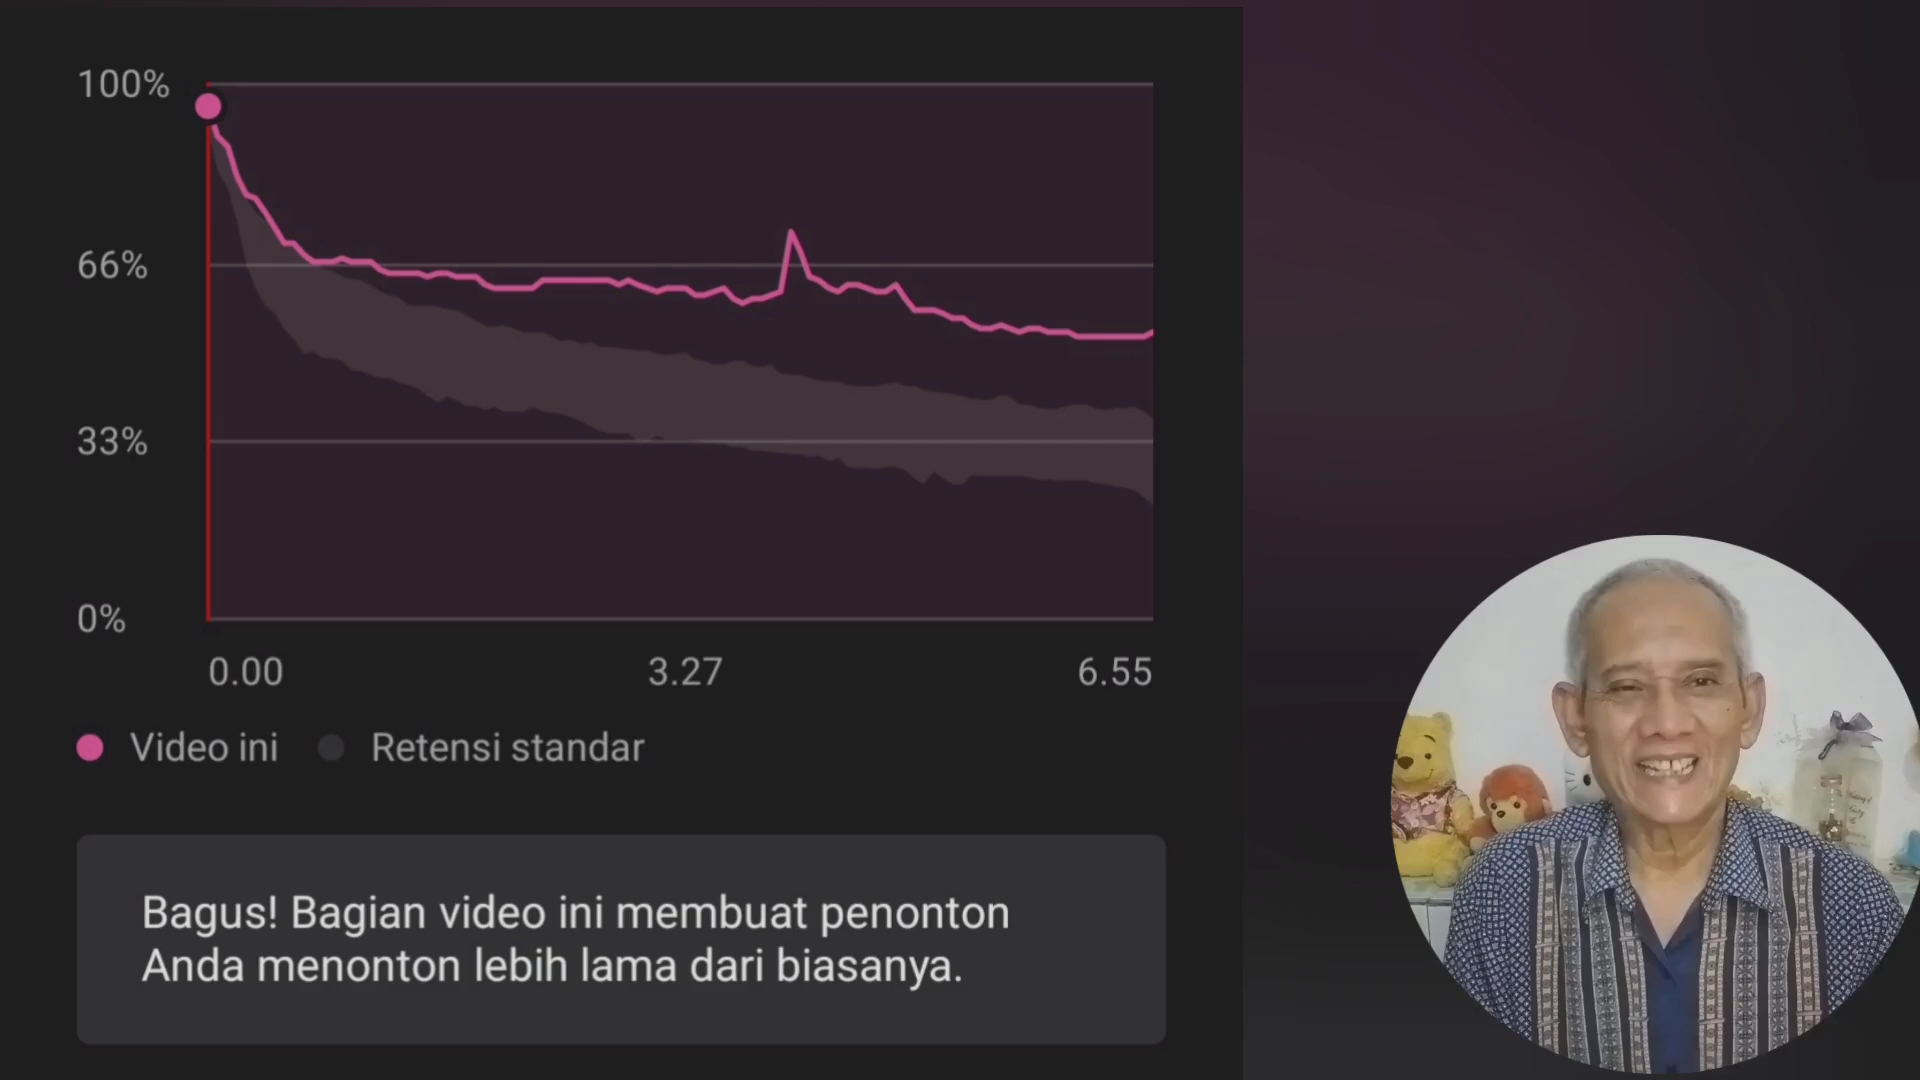 100%
66%
33%
0%
0.00 3.27 6.55
Video ini Retensi standar
Bagus! Bagian video ini membuat penonton
Anda menonton lebih lama dari biasanya.